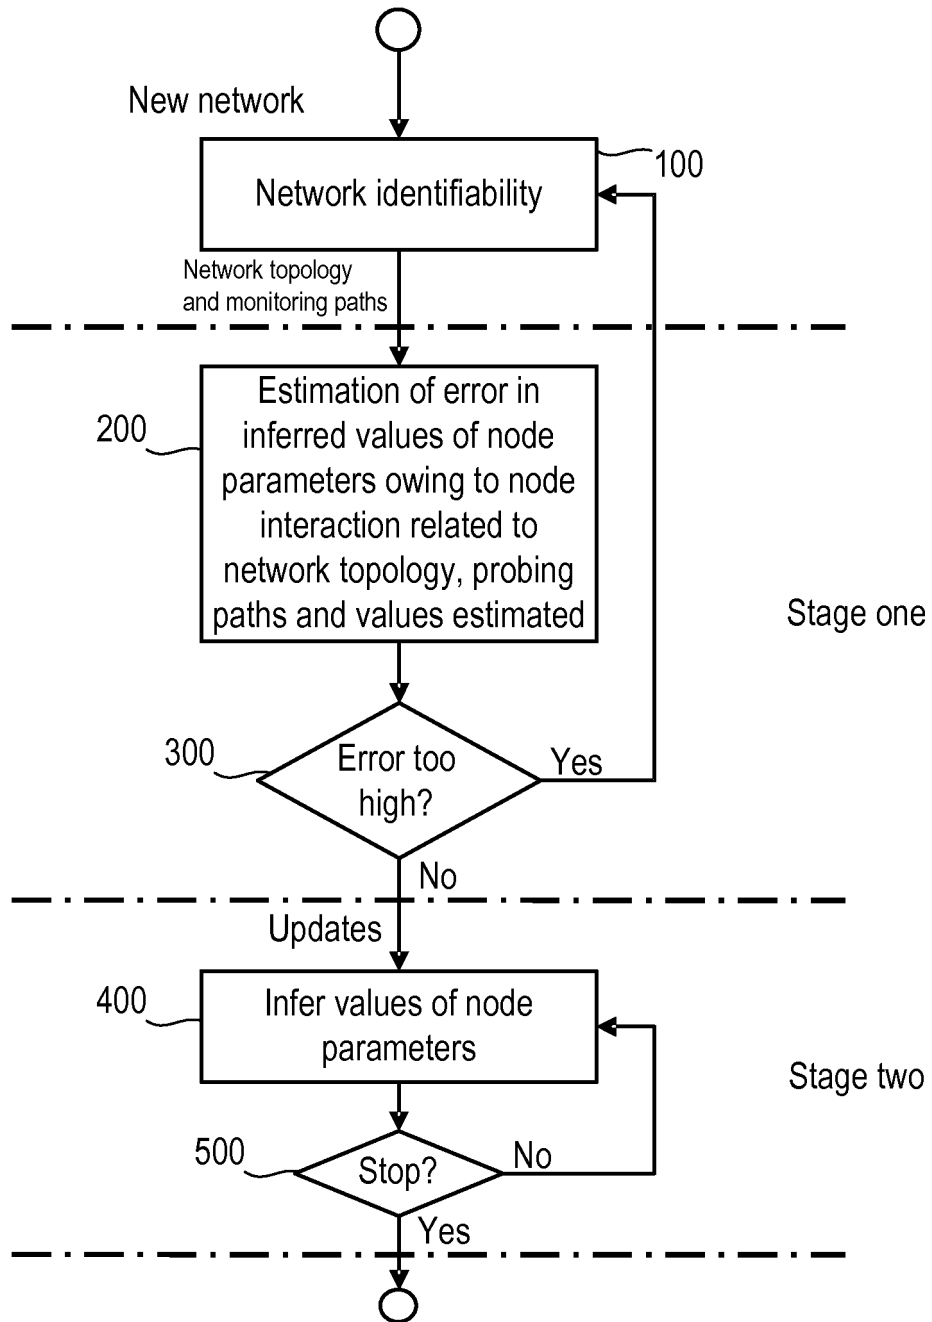 New network
100
Network identifiability
Network topology
and monitoring paths
200
Estimation of error in
inferred values of node
parameters owing to node
interaction related to
network topology, probing
paths and values estimated
Stage one
300
Error too
high?
Yes
No
Updates
400
Infer values of node
parameters
Stage two
500
Stop?
No
Yes